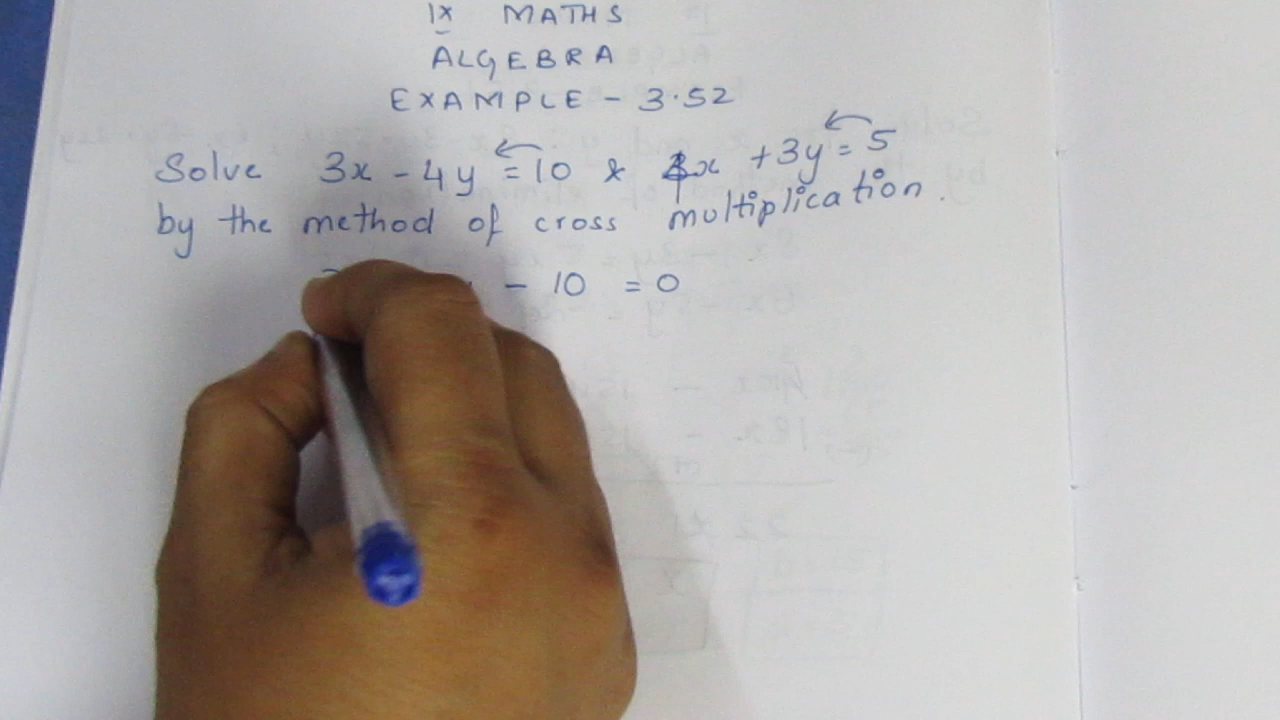 IX MATHS
ALGEBRA
EXAMPLE - 3.52
Solve 3x - 4y = 10 & x + 3y = 5
by the method of cross multiplication.
- 10 = 0